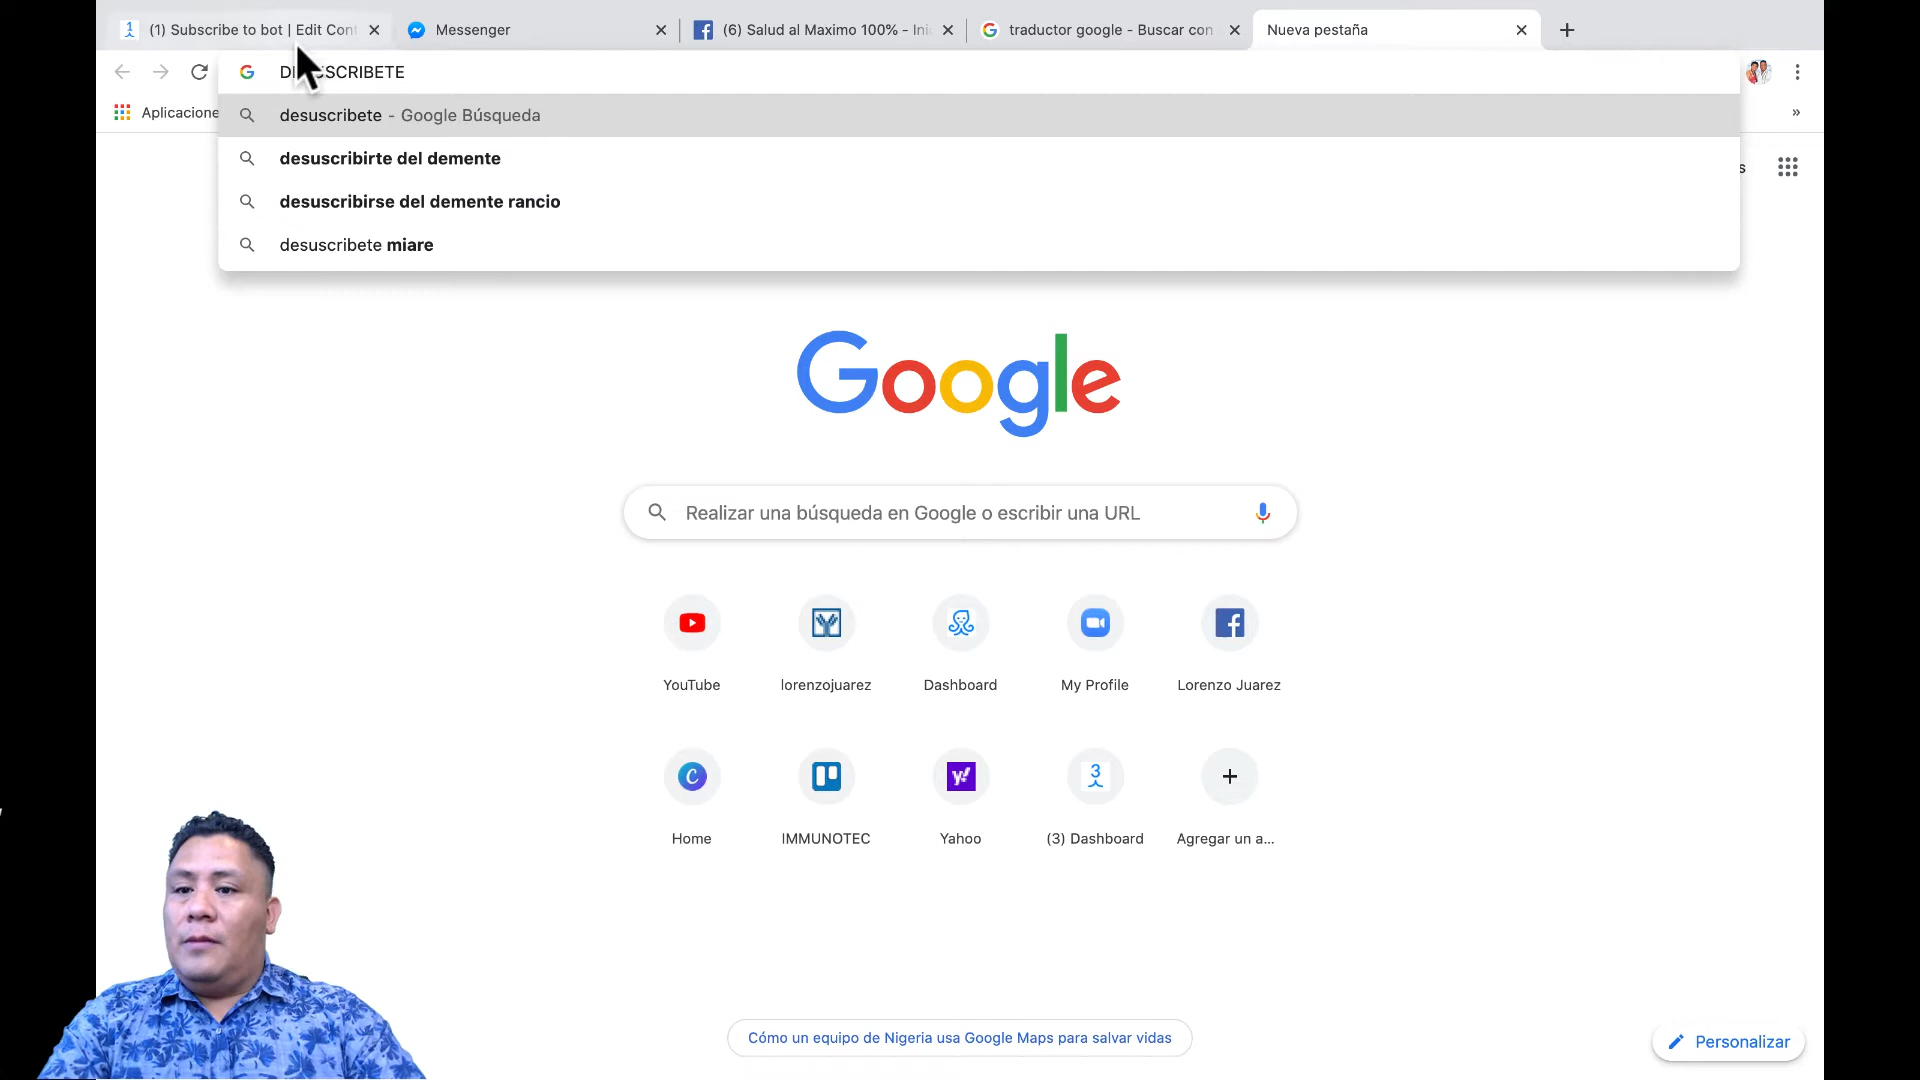 (1) Subscribe to bot | Edit Cont
Messenger
(6) Salud al Maximo 100% - Ini
traductor google - Buscar con
Nueva pestaña
Aplicacione
desuscribete - Google Búsqueda
desuscribirte del demente
desuscribirse del demente rancio
desuscribete miare
s
Google
Realizar una búsqueda en Google o escribir una URL
YouTube
lorenzojuarez
Dashboard
My Profile
Lorenzo Juarez
Home
IMMUNOTEC
Yahoo
(3) Dashboard
Agregar un a...
Cómo un equipo de Nigeria usa Google Maps para salvar vidas
Personalizar